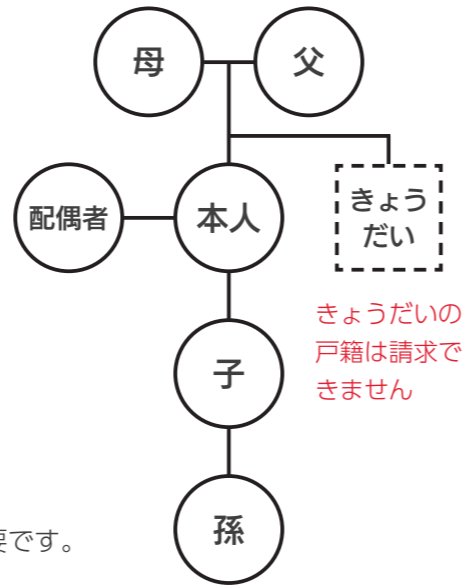 母
父
配偶者
本人
きょう
だい
きょうだいの
戸籍は請求で
きません
子
孫
要です。